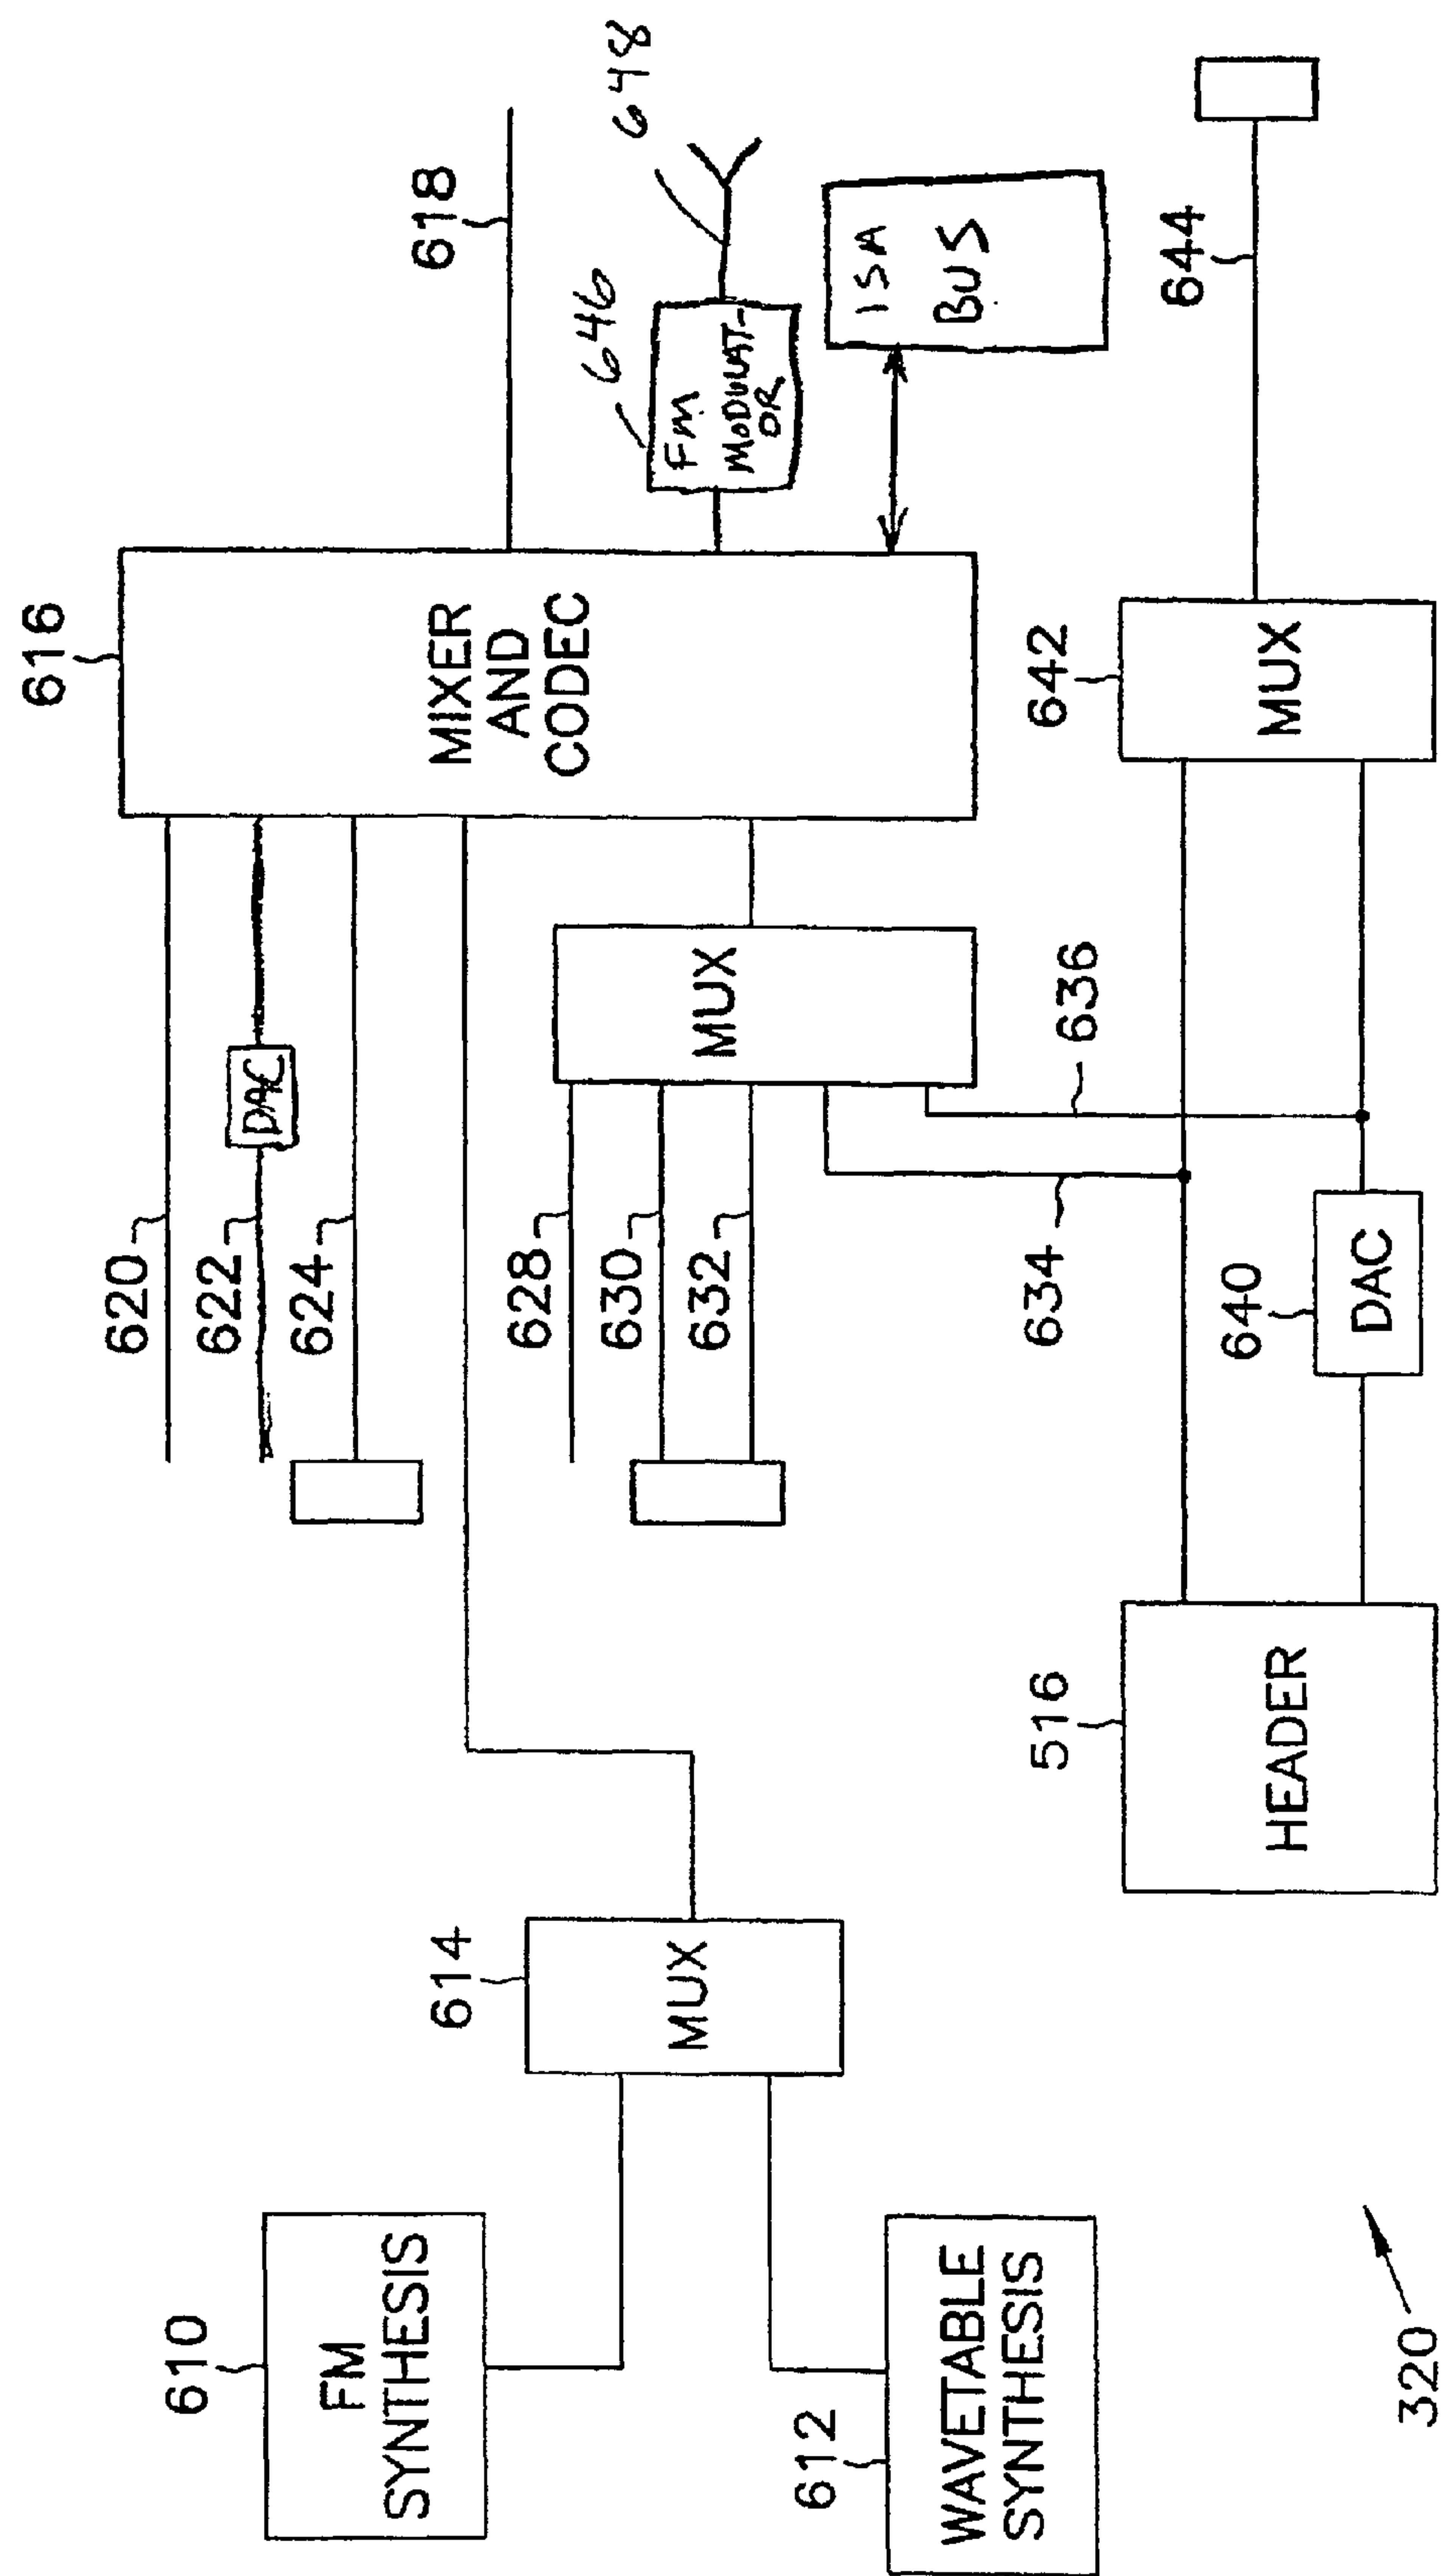 616
MIXER
AND
CODEC
618
620
622
DAC
624
628
630
632
MUX
634
636
FM
MODULAT-
OR
646
648
ISA
BUS
610
FM
SYNTHESIS
612
WAVETABLE
SYNTHESIS
614
MUX
516
HEADER
640
DAC
642
MUX
644
320